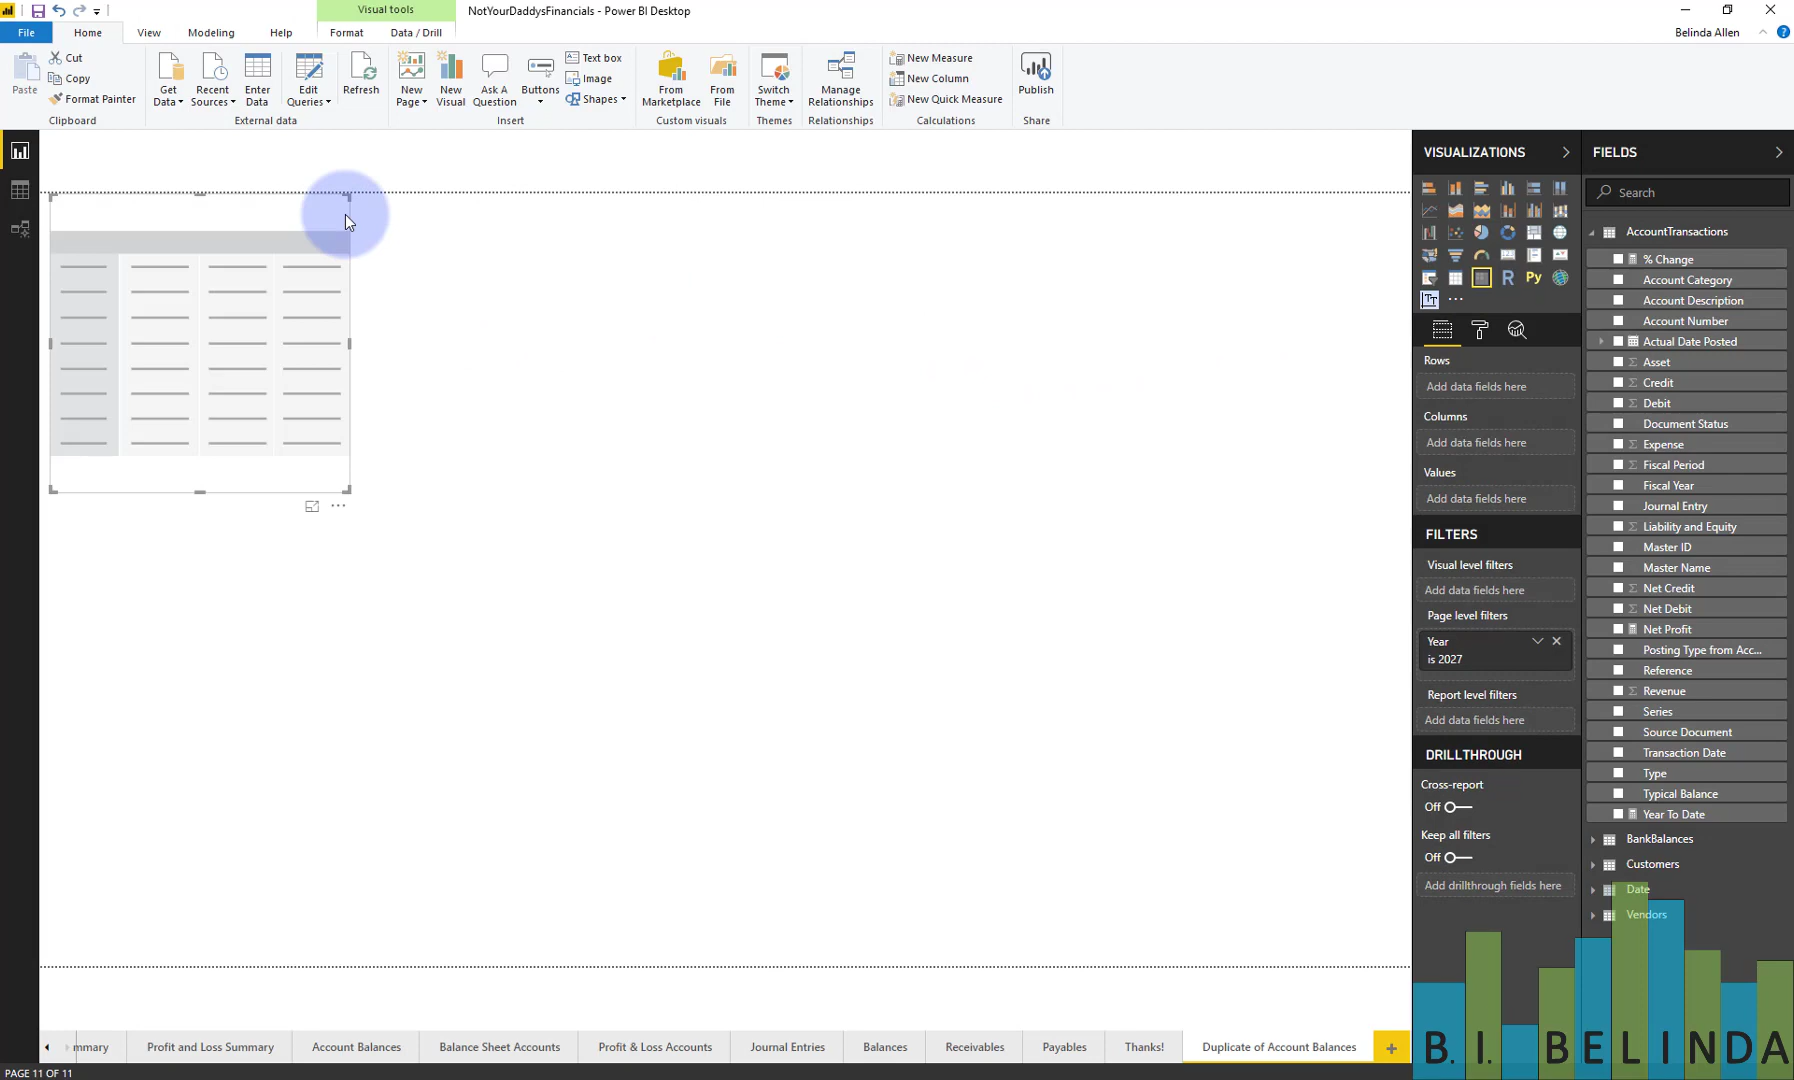 Visual tools
NotYourDaddysFinancials - Power BI Desktop
File
Home
View
Modeling
Help
Format
Data / Drill
Belinda Allen
Paste
Cut
Copy
Format Painter
Clipboard
Get Data
Recent Sources
Enter Data
Edit Queries
Refresh
External data
New Page
New Visual
Ask A Question
Buttons
Text box
Image
Shapes
Insert
From Marketplace
From File
Custom visuals
Switch Theme
Themes
Manage Relationships
Relationships
New Measure
New Column
New Quick Measure
Calculations
Publish
Share
VISUALIZATIONS
R
Py
Rows
Add data fields here
Columns
Add data fields here
Values
Add data fields here
FILTERS
Visual level filters
Add data fields here
Page level filters
Year
is 2027
Report level filters
Add data fields here
DRILLTHROUGH
Cross-report
Off
Keep all filters
Off
Add drillthrough fields here
FIELDS
Search
AccountTransactions
% Change
Account Category
Account Description
Account Number
Actual Date Posted
Asset
Credit
Debit
Document Status
Expense
Fiscal Period
Fiscal Year
Journal Entry
Liability and Equity
Master ID
Master Name
Net Credit
Net Debit
Net Profit
Posting Type from Acc...
Reference
Revenue
Series
Source Document
Transaction Date
Type
Typical Balance
Year To Date
BankBalances
Customers
Date
Vendors
mmary
Profit and Loss Summary
Account Balances
Balance Sheet Accounts
Profit & Loss Accounts
Journal Entries
Balances
Receivables
Payables
Thanks!
Duplicate of Account Balances
B. I. BELINDA
PAGE 11 OF 11